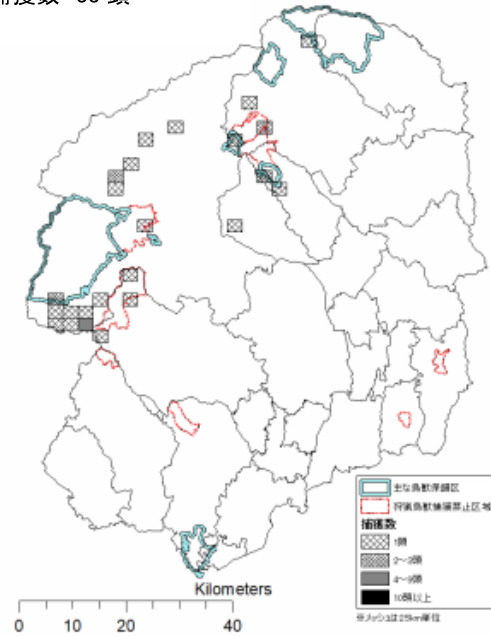 Kilometers
0 10 20 40
主な鳥獣保護区
狩猟鳥獣捕獲禁止区域
捕獲数
1頭
2～3頭
4～9頭
10頭以上